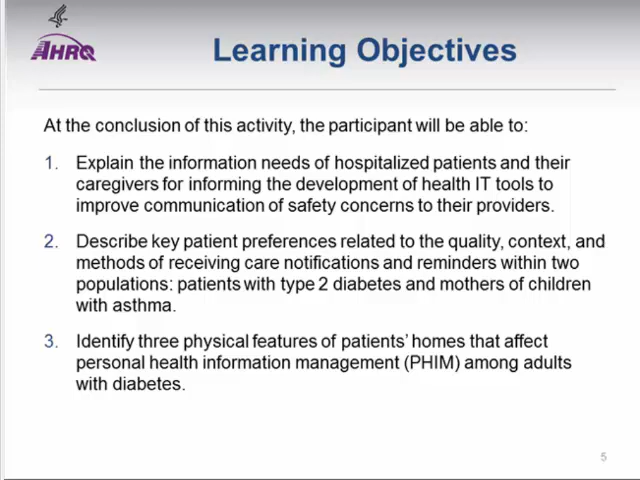 AHRQ
Learning Objectives
At the conclusion of this activity, the participant will be able to:
1. Explain the information needs of hospitalized patients and their
caregivers for informing the development of health IT tools to
improve communication of safety concerns to their providers.
2. Describe key patient preferences related to the quality, context, and
methods of receiving care notifications and reminders within two
populations: patients with type 2 diabetes and mothers of children
with asthma.
3. Identify three physical features of patients' homes that affect
personal health information management (PHIM) among adults
with diabetes.
5